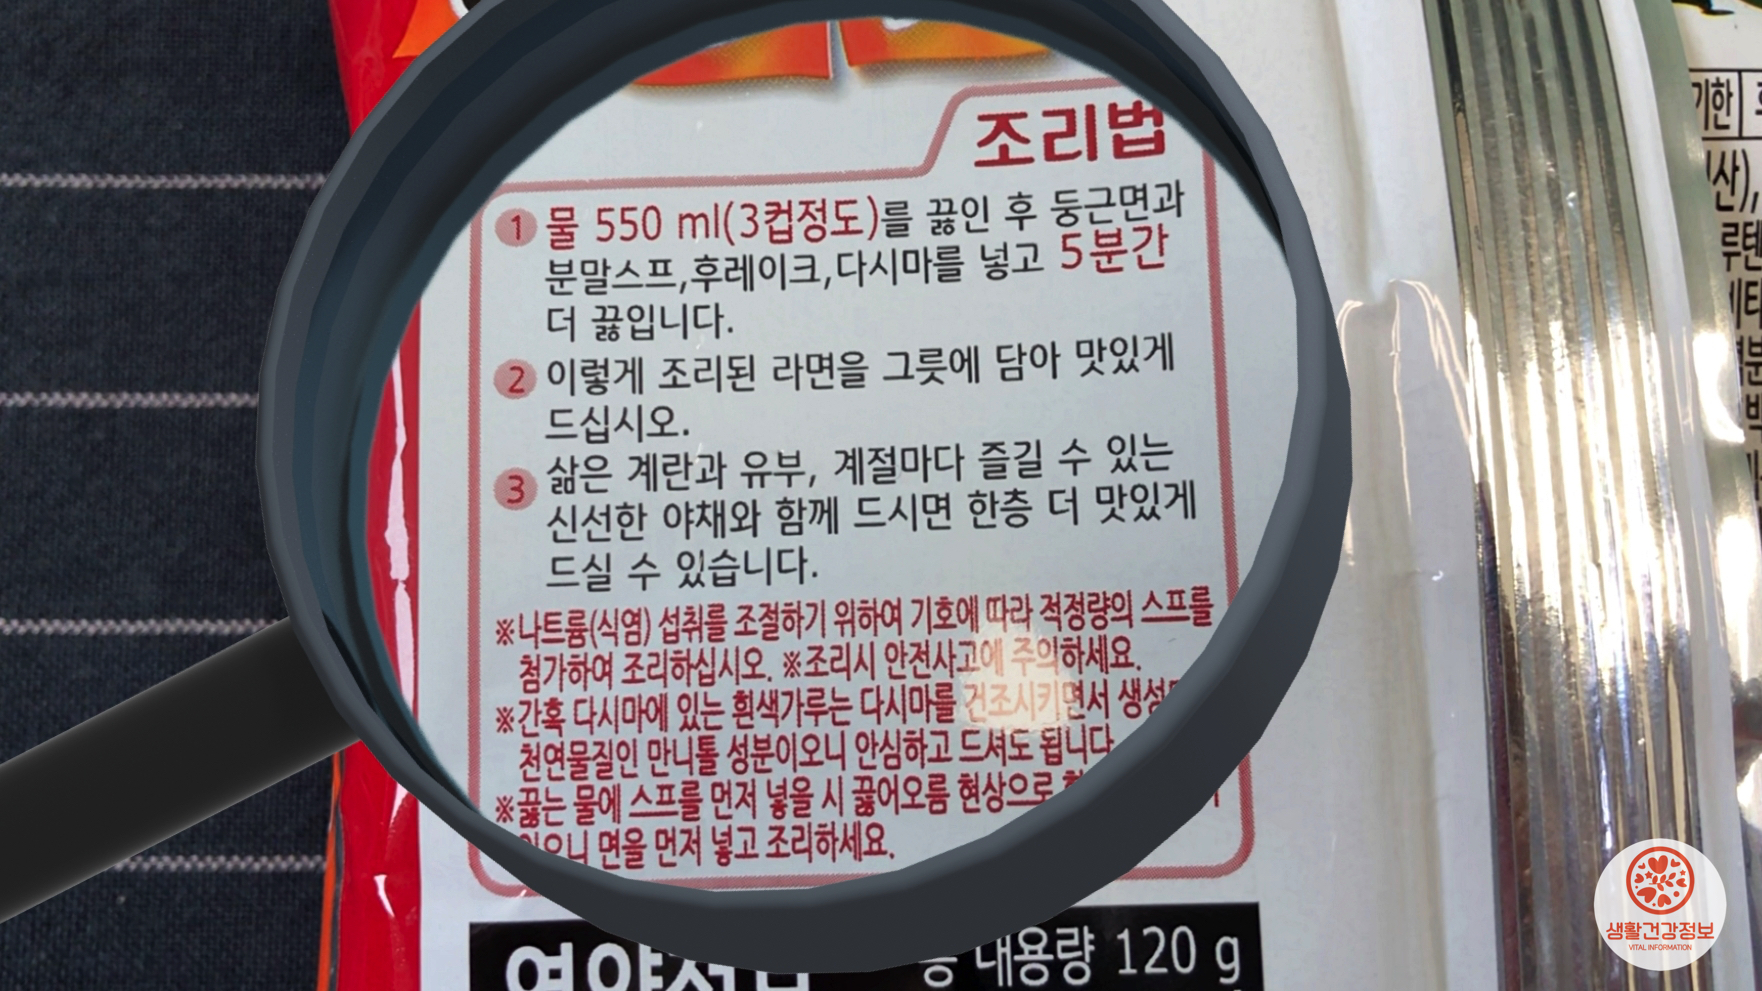 조리법
1 물 550 ml(3컵정도)를 끓인 후 둥근면과
분말스프,후레이크,다시마를 넣고 5분간
더 끓입니다.
2 이렇게 조리된 라면을 그릇에 담아 맛있게
드십시오.
3 삶은 계란과 유부, 계절마다 즐길 수 있는
신선한 야채와 함께 드시면 한층 더 맛있게
드실 수 있습니다.
※나트륨(식염) 섭취를 조절하기 위하여 기호에 따라 적정량의 스프를
첨가하여 조리하십시오. ※조리시 안전사고에 주의하세요.
※간혹 다시마에 있는 흰색가루는 다시마를 건조시키면서
천연물질인 만니톨 성분이오니 안심하고 드셔도 됩니다
※끓는 물에 스프를 먼저 넣을 시 끓어오름 현상으로
면을 먼저 넣고 조리하세요.
내용량 120 g
기한
산),
루텐
생활건강정보
VITAL INFORMATION